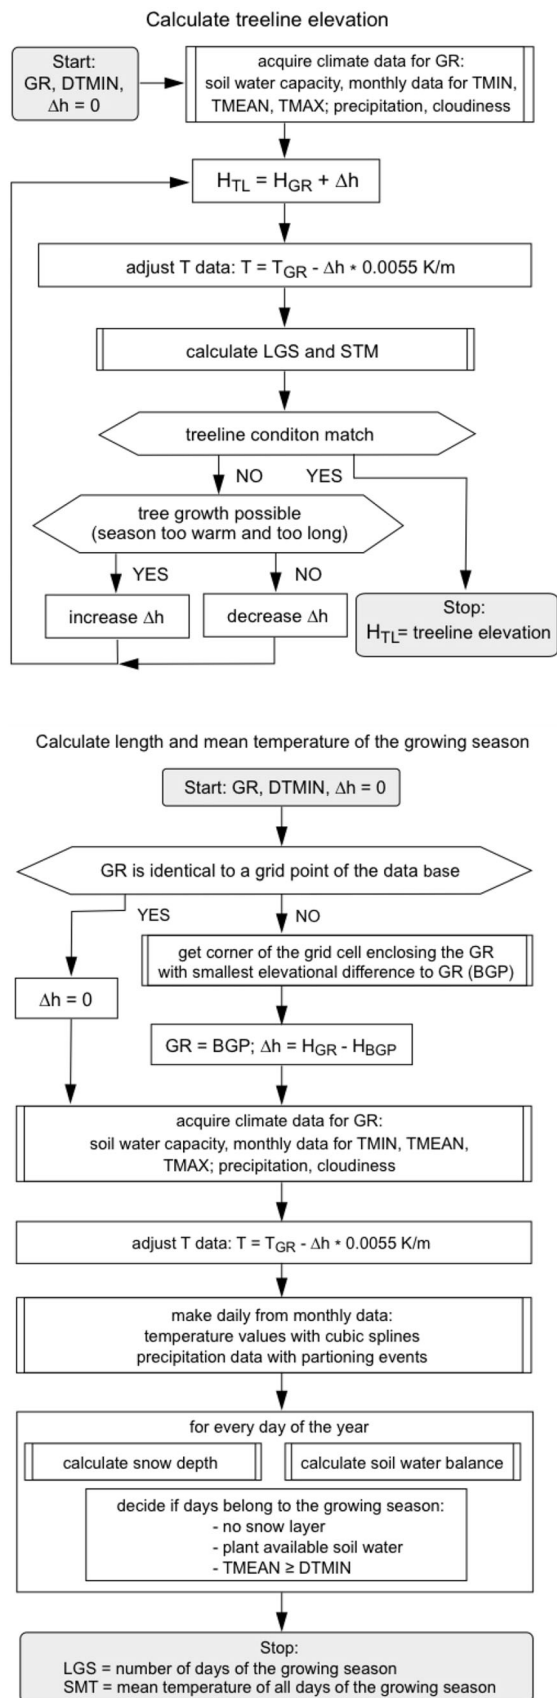 Calculate treeline elevation
Start:
GR, DTMIN,
Δh = 0
acquire climate data for GR:
soil water capacity, monthly data for TMIN,
TMEAN, TMAX; precipitation, cloudiness
H_TL = H_GR + Δh
adjust T data: T = T_GR - Δh * 0.0055 K/m
calculate LGS and STM
treeline conditon match
NO
YES
tree growth possible
(season too warm and too long)
YES
NO
increase Δh
decrease Δh
Stop:
H_TL= treeline elevation
Calculate length and mean temperature of the growing season
Start: GR, DTMIN, Δh = 0
GR is identical to a grid point of the data base
YES
NO
get corner of the grid cell enclosing the GR
with smallest elevational difference to GR (BGP)
Δh = 0
GR = BGP; Δh = H_GR - H_BGP
acquire climate data for GR:
soil water capacity, monthly data for TMIN, TMEAN,
TMAX; precipitation, cloudiness
adjust T data: T = T_GR - Δh * 0.0055 K/m
make daily from monthly data:
temperature values with cubic splines
precipitation data with partioning events
for every day of the year
calculate snow depth
calculate soil water balance
decide if days belong to the growing season:
- no snow layer
- plant available soil water
- TMEAN ≥ DTMIN
Stop:
LGS = number of days of the growing season
SMT = mean temperature of all days of the growing season